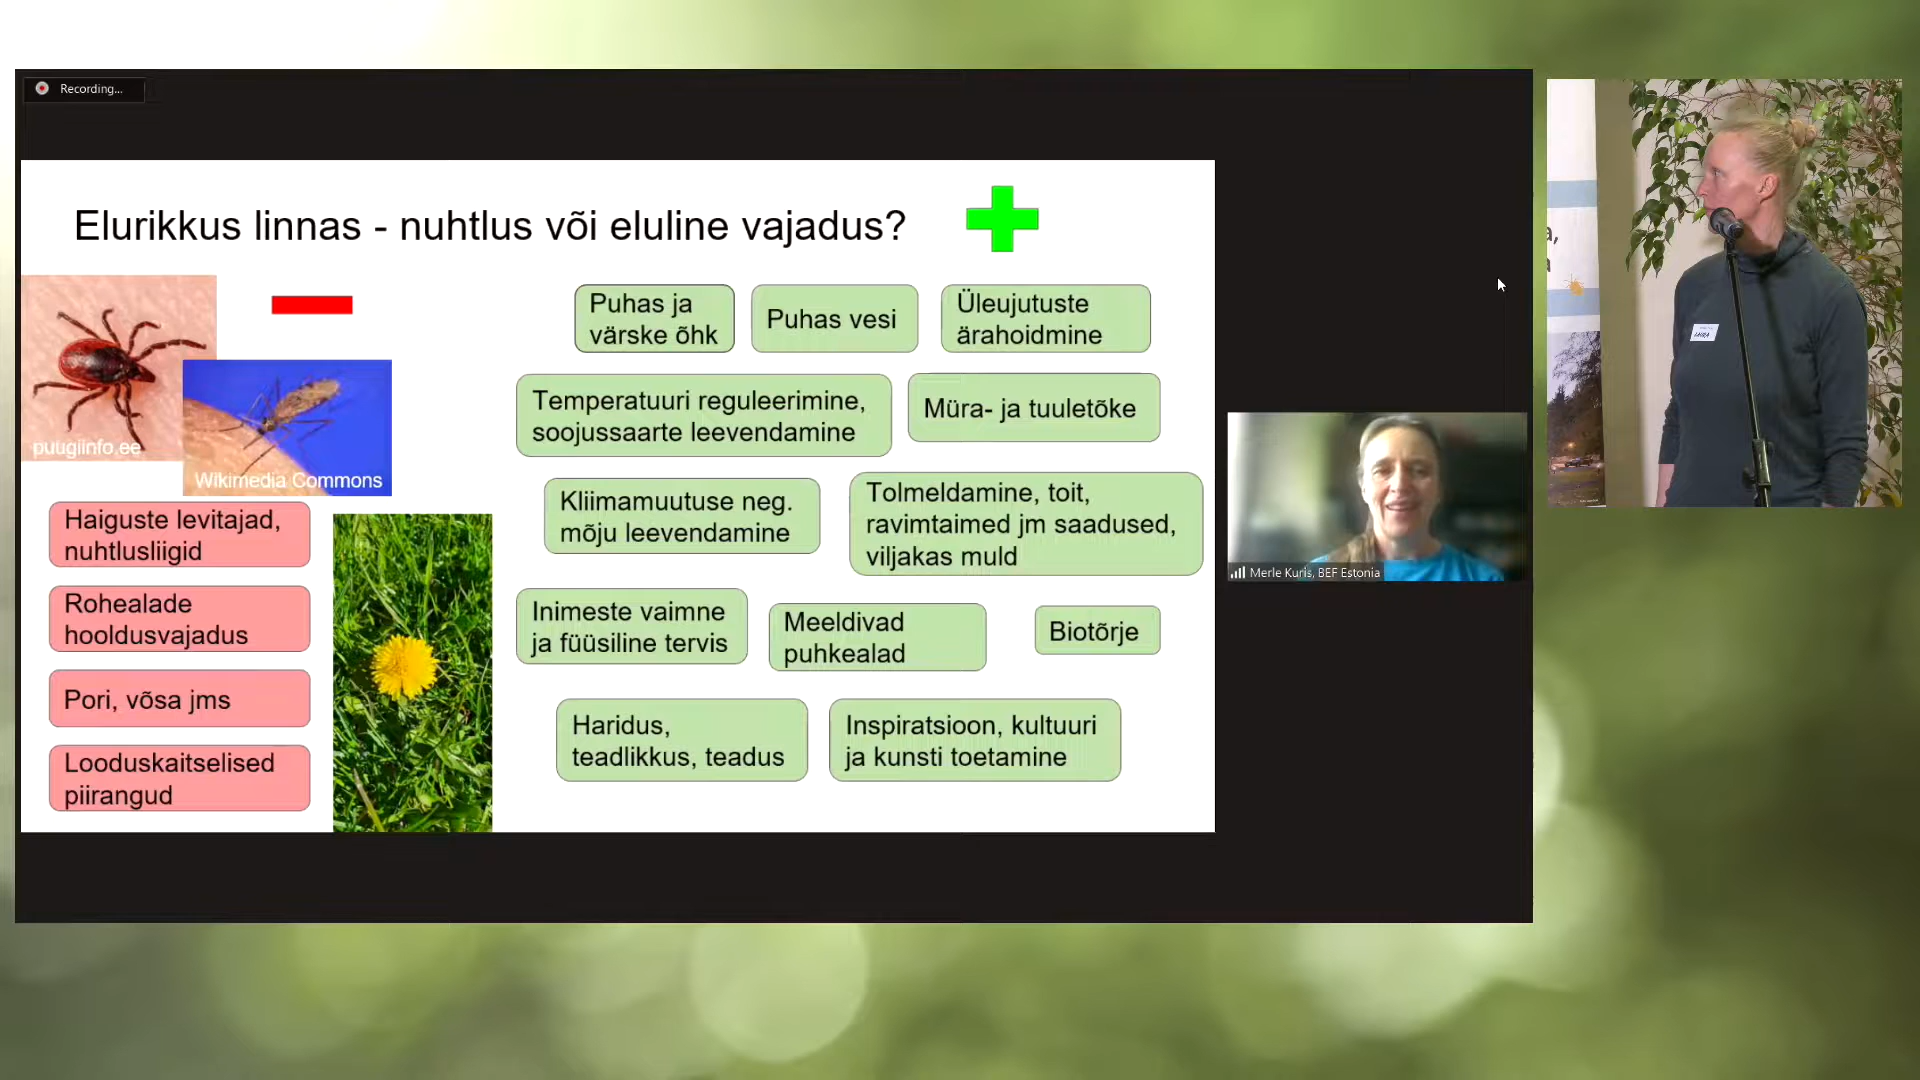 Recording...
Elurikkus linnas - nuhtlus või eluline vajadus?
puugiinfo.ee
Wikimedia Commons
Haiguste levitajad,
nuhtlusliigid
Rohealade
hooldusvajadus
Pori, võsa jms
Looduskaitselised
piirangud
Puhas ja
värske õhk
Puhas vesi
Üleujutuste
ärahoidmine
Temperatuuri reguleerimine,
soojussaarte leevendamine
Müra- ja tuuletõke
Kliimamuutuse neg.
mõju leevendamine
Tolmeldamine, toit,
ravimtaimed jm saadused,
viljakas muld
Inimeste vaimne
ja füüsiline tervis
Meeldivad
puhkealad
Biotõrje
Haridus,
teadlikkus, teadus
Inspiratsioon, kultuuri
ja kunsti toetamine
Merle Kuris, BEF Estonia